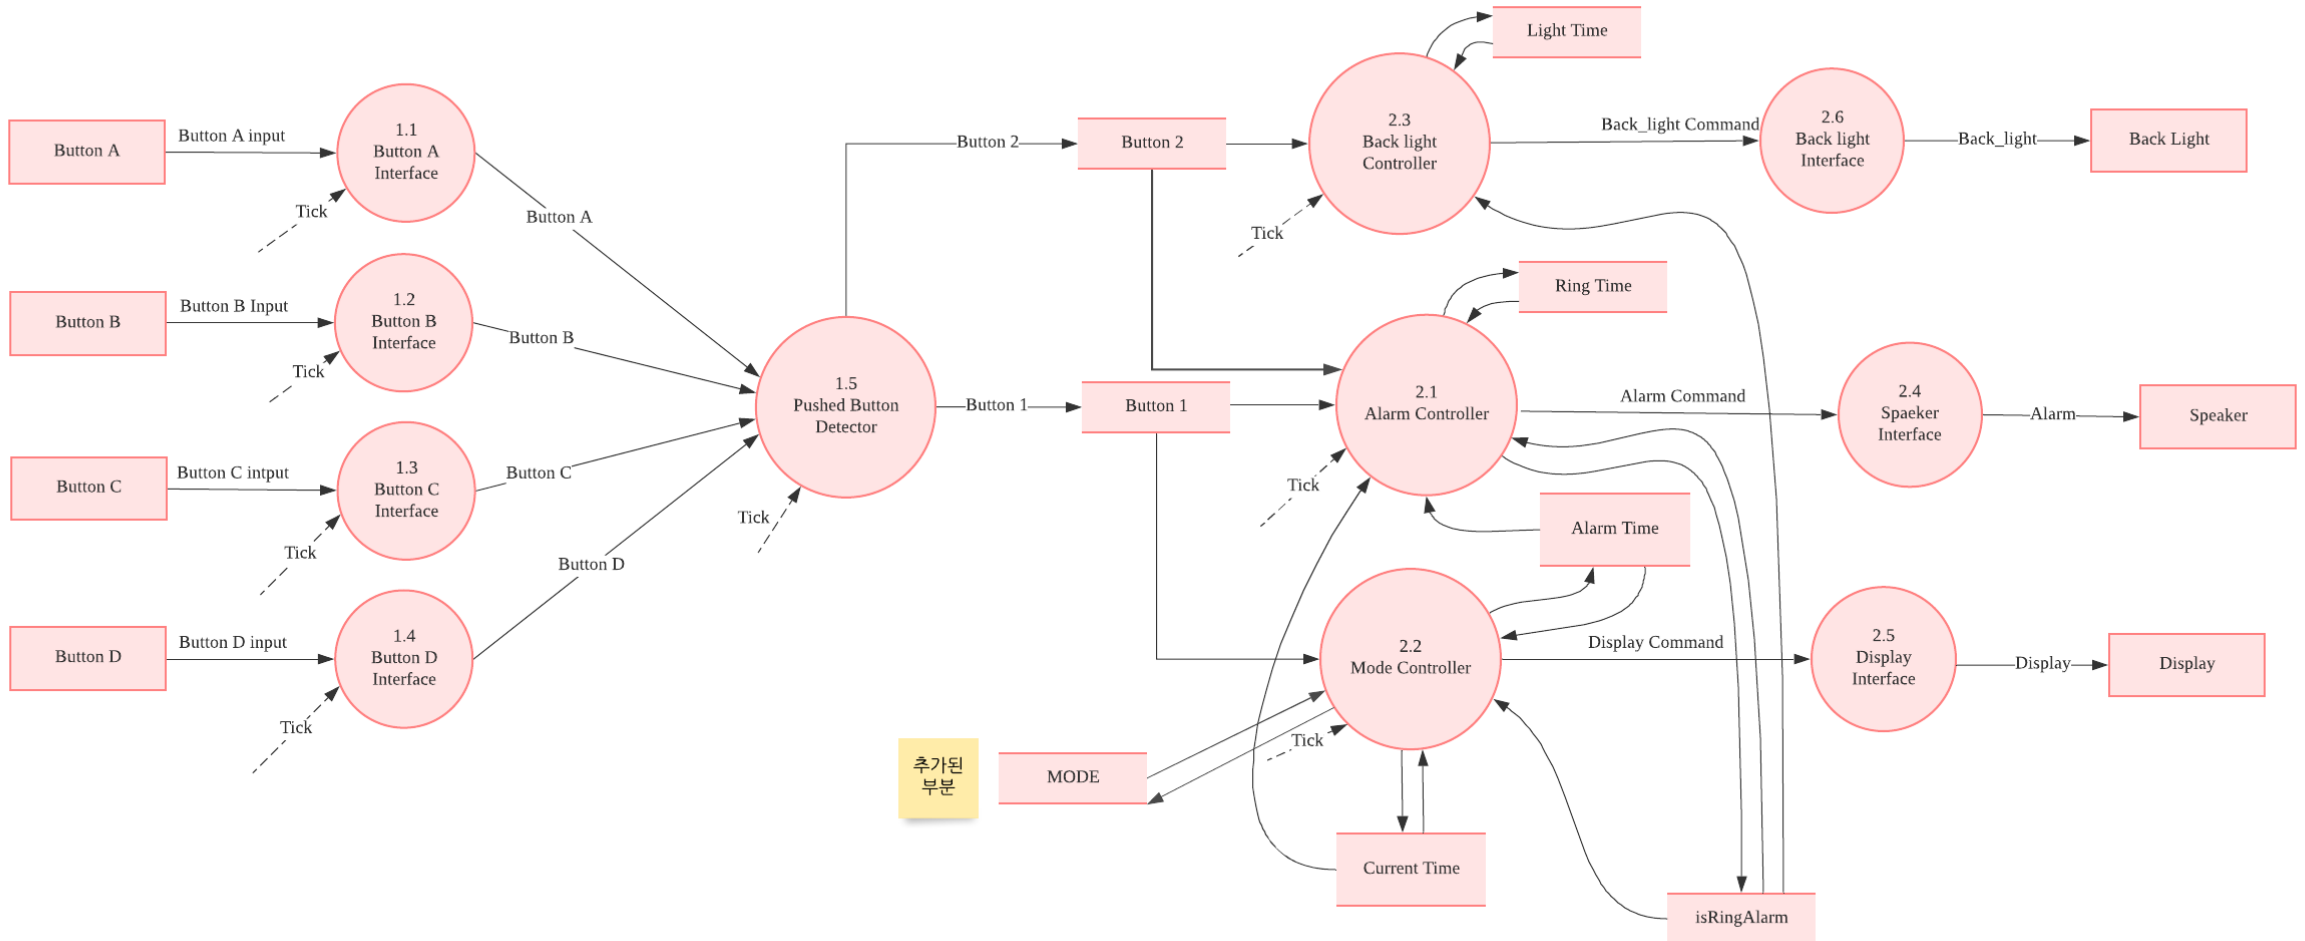 Button A
Button A input
1.1
Button A
Interface
Tick
Button A
Button B
Button B Input
1.2
Button B
Interface
Tick
Button B
Button C
Button C intput
1.3
Button C
Interface
Tick
Button C
Button D
Button D input
1.4
Button D
Interface
Tick
Button D
1.5
Pushed Button
Detector
Tick
Button 2
Button 2
Button 1
Button 1
Light Time
2.3
Back light
Controller
Tick
Back_light Command
2.6
Back light
Interface
Back_light
Back Light
Ring Time
2.1
Alarm Controller
Tick
Alarm Command
2.4
Spaeker
Interface
Alarm
Speaker
Alarm Time
2.2
Mode Controller
Tick
Display Command
2.5
Display
Interface
Display
Display
추가된
부분
MODE
Current Time
isRingAlarm